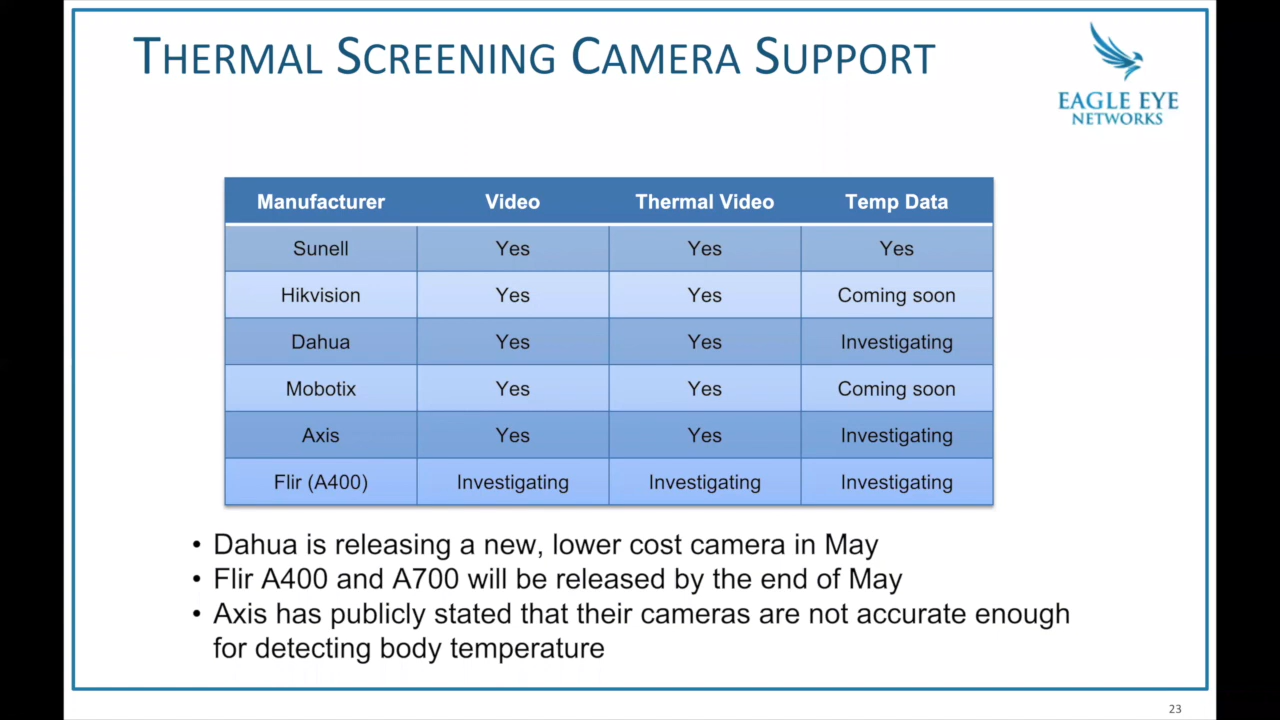 THERMAL SCREENING CAMERA SUPPORT
EAGLE EYE
NETWORKS
Manufacturer Video Thermal Video Temp Data
Sunell Yes Yes Yes
Hikvision Yes Yes Coming soon
Dahua Yes Yes Investigating
Mobotix Yes Yes Coming soon
Axis Yes Yes Investigating
Flir (A400) Investigating Investigating Investigating
• Dahua is releasing a new, lower cost camera in May
• Flir A400 and A700 will be released by the end of May
• Axis has publicly stated that their cameras are not accurate enough
for detecting body temperature
23